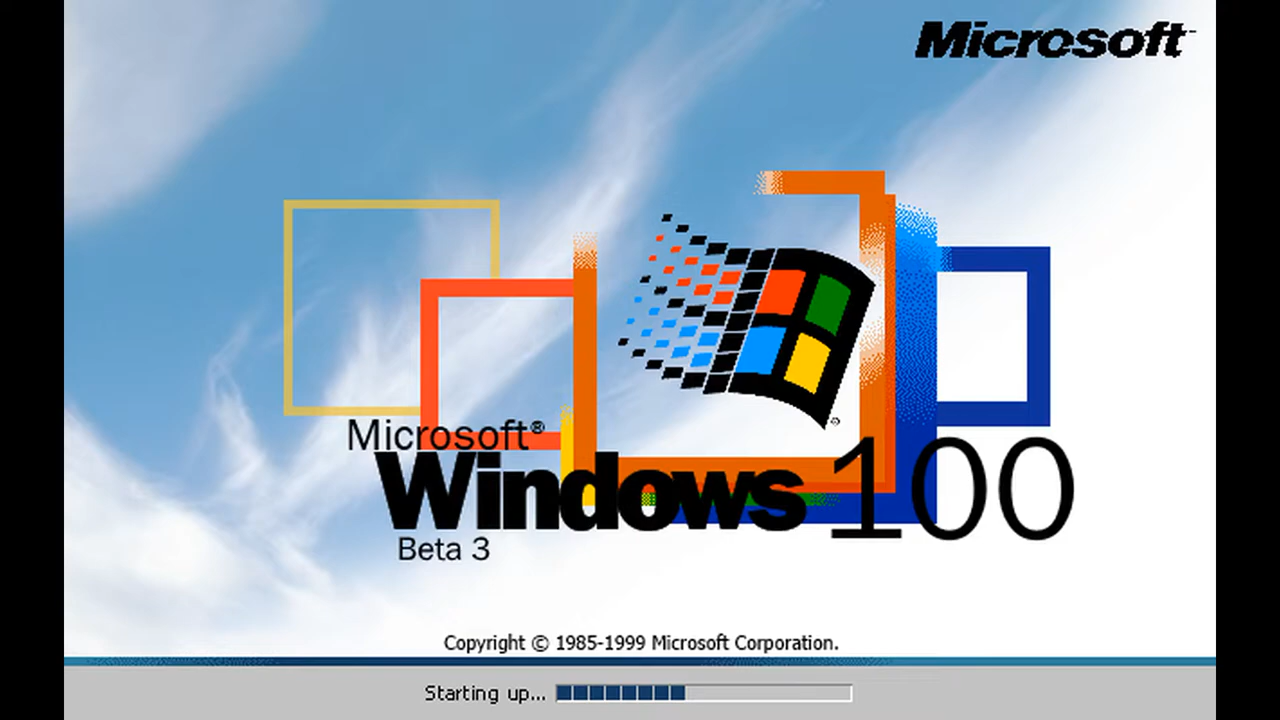 Microsoft
Microsoft®
Windows 100
Beta 3
Copyright © 1985-1999 Microsoft Corporation.
Starting up...